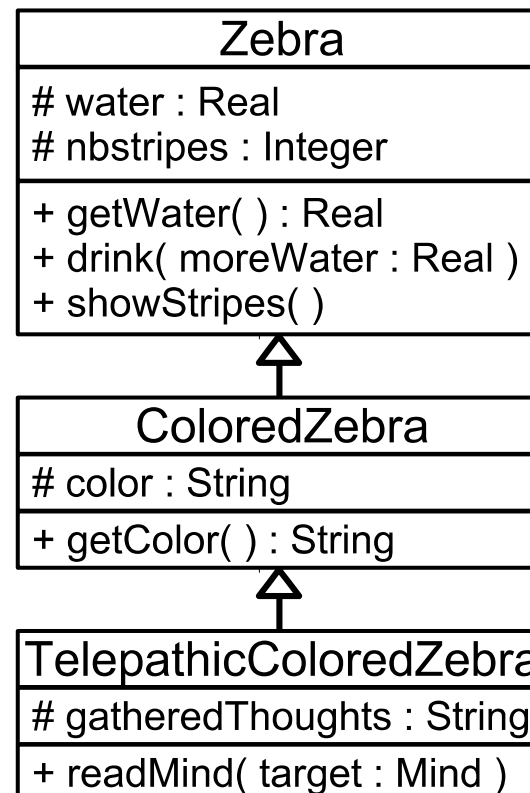 Zebra
# water : Real
# nbstripes : Integer
+ getWater( ) : Real
+ drink( moreWater : Real )
+ showStripes( )
ColoredZebra
# color : String
+ getColor( ) : String
TelepathicColoredZebra
# gatheredThoughts : String
+ readMind( target : Mind )